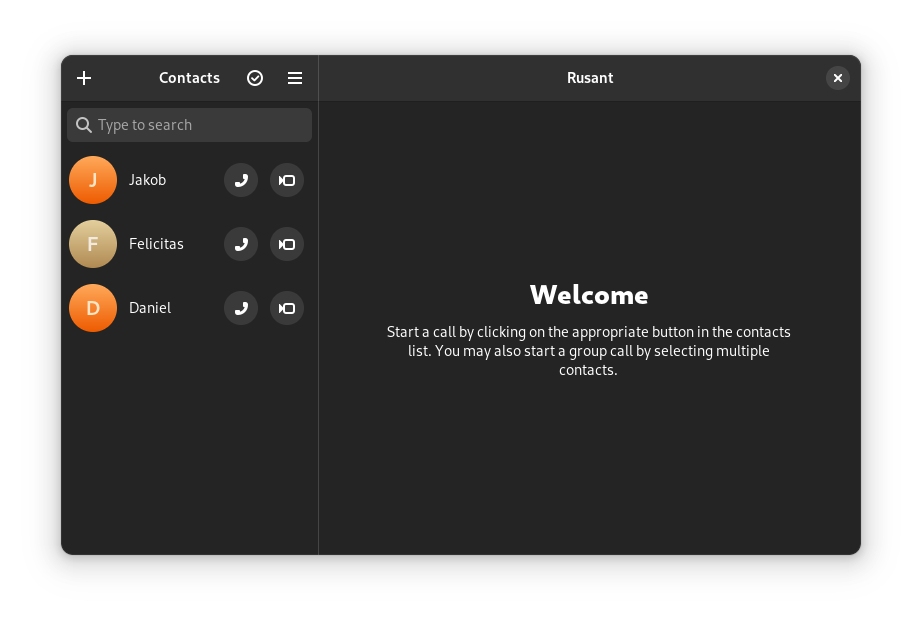 Contacts
Rusant
Type to search
J
Jakob
F
Felicitas
D
Daniel
Welcome
Start a call by clicking on the appropriate button in the contacts
list. You may also start a group call by selecting multiple
contacts.